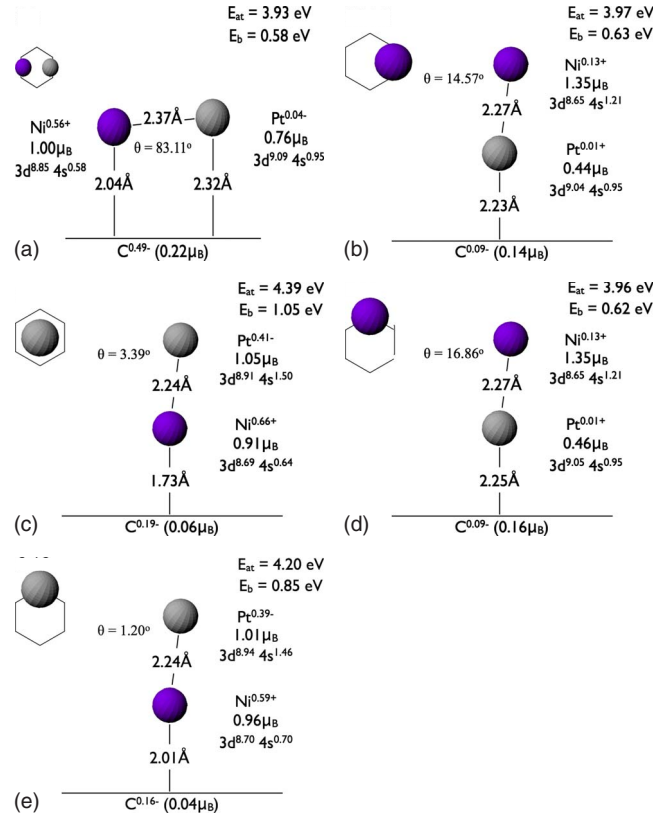 E_at = 3.93 eV
E_b = 0.58 eV
Ni^0.56+
1.00μ_B
3d^8.85 4s^0.58
2.37Å
θ = 83.11º
Pt^0.04-
0.76μ_B
3d^9.09 4s^0.95
2.04Å
2.32Å
(a)
C^0.49- (0.22μ_B)
E_at = 3.97 eV
E_b = 0.63 eV
θ = 14.57º
Ni^0.13+
1.35μ_B
3d^8.65 4s^1.21
2.27Å
Pt^0.01+
0.44μ_B
3d^9.04 4s^0.95
2.23Å
(b)
C^0.09- (0.14μ_B)
E_at = 4.39 eV
E_b = 1.05 eV
θ = 3.39º
Pt^0.41-
1.05μ_B
3d^8.91 4s^1.50
2.24Å
Ni^0.66+
0.91μ_B
3d^8.69 4s^0.64
1.73Å
(c)
C^0.19- (0.06μ_B)
E_at = 3.96 eV
E_b = 0.62 eV
θ = 16.86º
Ni^0.13+
1.35μ_B
3d^8.65 4s^1.21
2.27Å
Pt^0.01+
0.46μ_B
3d^9.05 4s^0.95
2.25Å
(d)
C^0.09- (0.16μ_B)
E_at = 4.20 eV
E_b = 0.85 eV
θ = 1.20º
Pt^0.39-
1.01μ_B
3d^8.94 4s^1.46
2.24Å
Ni^0.59+
0.96μ_B
3d^8.70 4s^0.70
2.01Å
(e)
C^0.16- (0.04μ_B)